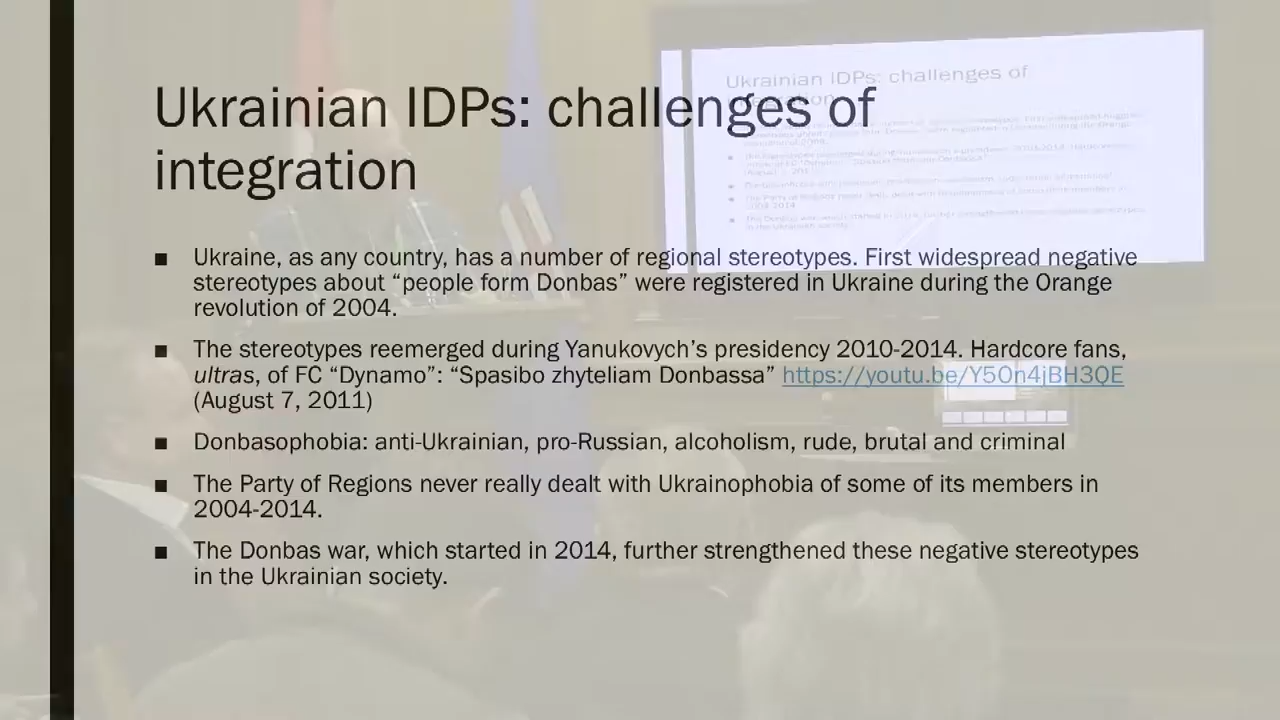 Ukrainian IDPs: challenges of
integration
■ Ukraine, as any country, has a number of regional stereotypes. First widespread negative
stereotypes about “people form Donbas” were registered in Ukraine during the Orange
revolution of 2004.
■ The stereotypes reemerged during Yanukovych’s presidency 2010-2014. Hardcore fans,
ultras, of FC “Dynamo”: “Spasibo zhyteliam Donbassa” https://youtu.be/Y5On4jBH3QE
(August 7, 2011)
■ Donbasophobia: anti-Ukrainian, pro-Russian, alcoholism, rude, brutal and criminal
■ The Party of Regions never really dealt with Ukrainophobia of some of its members in
2004-2014.
■ The Donbas war, which started in 2014, further strengthened these negative stereotypes
in the Ukrainian society.
Ukrainian IDPs: challenges of